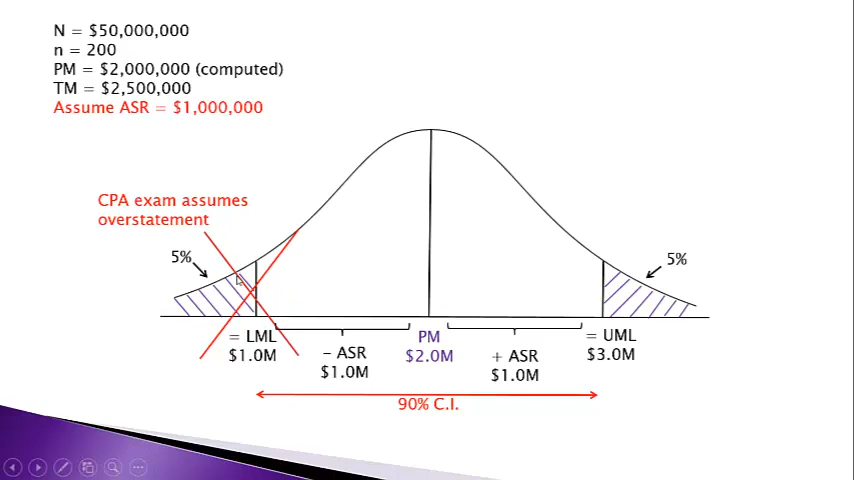 N = $50,000,000
n = 200
PM = $2,000,000 (computed)
TM = $2,500,000
Assume ASR = $1,000,000
CPA exam assumes
overstatement
5%
5%
= LML
$1.0M
– ASR
$1.0M
PM
$2.0M
+ ASR
$1.0M
= UML
$3.0M
90% C.I.